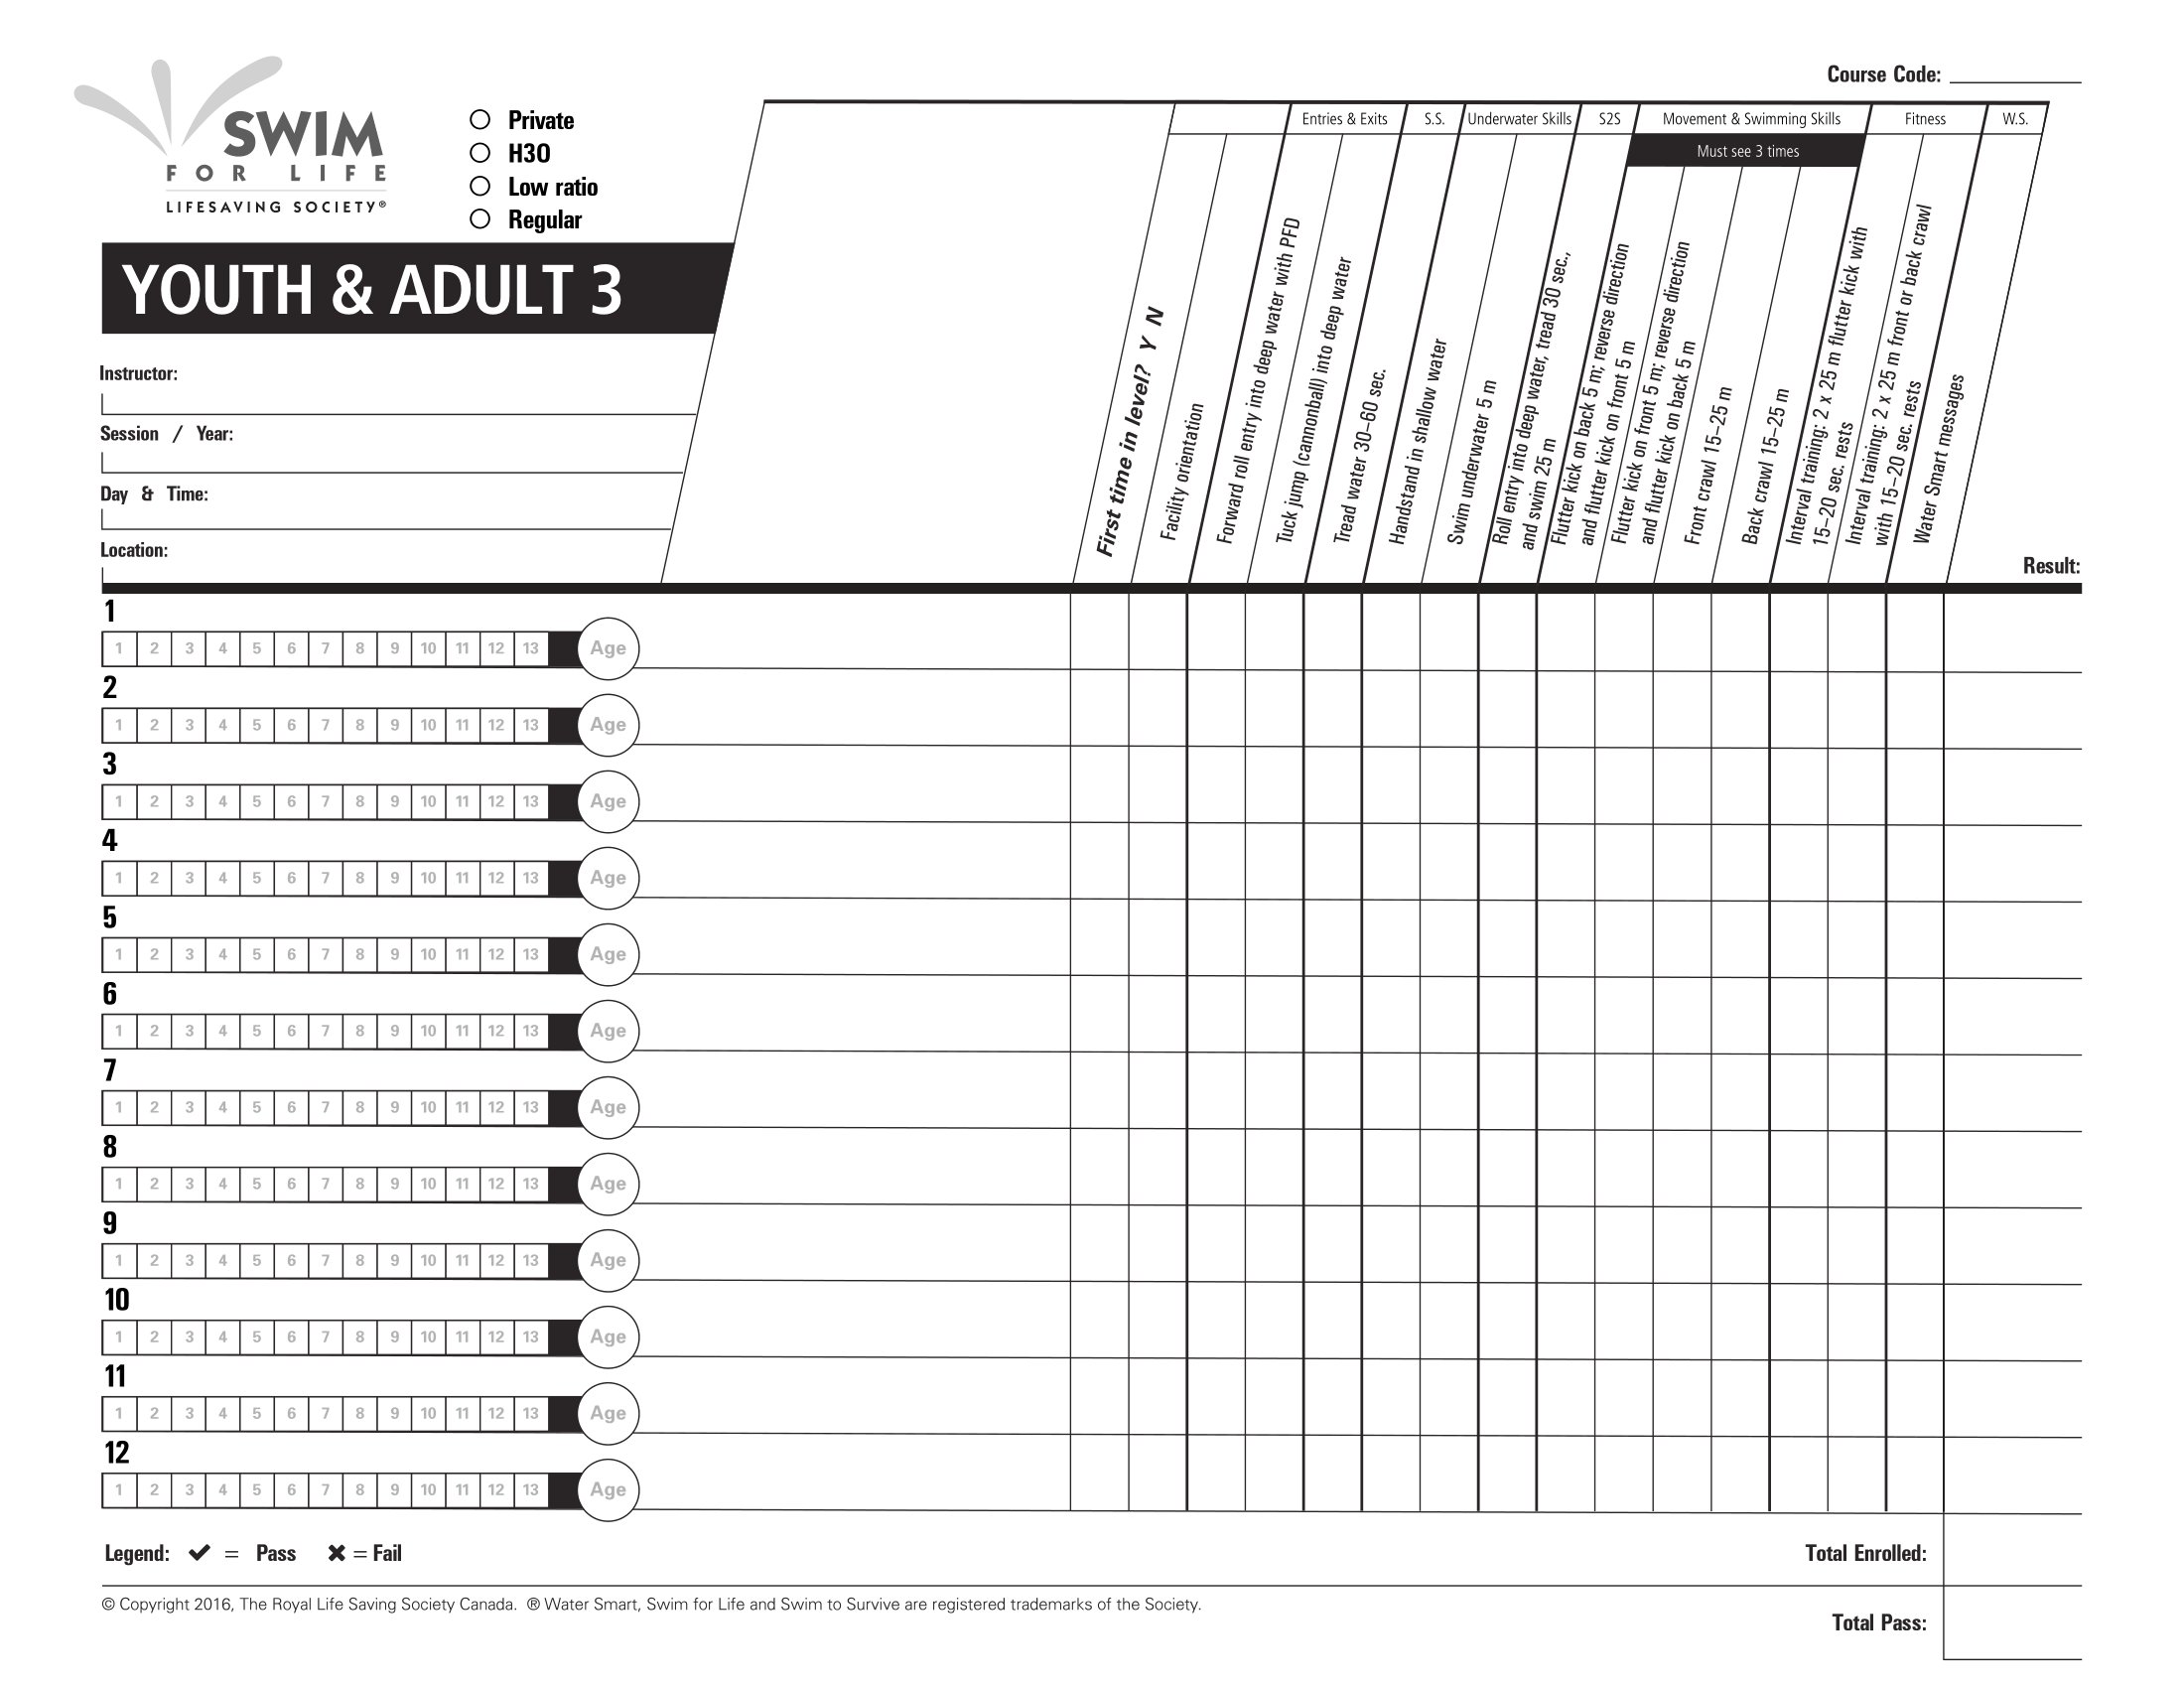 Course Code:
SWIM
FOR LIFE
LIFESAVING SOCIETY®
Private
H3O
Low ratio
Regular
YOUTH & ADULT 3
Instructor:
Session / Year:
Day & Time:
Location:
Entries & Exits
S.S.
Underwater Skills
S2S
Movement & Swimming Skills
Fitness
W.S.
Must see 3 times
First time in level? Y N
Facility orientation
Forward roll entry into deep water with PFD
Tuck jump (cannonball) into deep water
Tread water 30–60 sec.
Handstand in shallow water
Swim underwater 5 m
Roll entry into deep water, tread 30 sec.,
and swim 25 m
Flutter kick on back 5 m; reverse direction
and flutter kick on front 5 m
Flutter kick on front 5 m; reverse direction
and flutter kick on back 5 m
Front crawl 15–25 m
Back crawl 15–25 m
Interval training: 2 x 25 m flutter kick with
15–20 sec. rests
Interval training: 2 x 25 m front or back crawl
with 15–20 sec. rests
Water Smart messages
Result:
1
1 2 3 4 5 6 7 8 9 10 11 12 13 Age
2
1 2 3 4 5 6 7 8 9 10 11 12 13 Age
3
1 2 3 4 5 6 7 8 9 10 11 12 13 Age
4
1 2 3 4 5 6 7 8 9 10 11 12 13 Age
5
1 2 3 4 5 6 7 8 9 10 11 12 13 Age
6
1 2 3 4 5 6 7 8 9 10 11 12 13 Age
7
1 2 3 4 5 6 7 8 9 10 11 12 13 Age
8
1 2 3 4 5 6 7 8 9 10 11 12 13 Age
9
1 2 3 4 5 6 7 8 9 10 11 12 13 Age
10
1 2 3 4 5 6 7 8 9 10 11 12 13 Age
11
1 2 3 4 5 6 7 8 9 10 11 12 13 Age
12
1 2 3 4 5 6 7 8 9 10 11 12 13 Age
Legend: ✔ = Pass ✖ = Fail
Total Enrolled:
© Copyright 2016, The Royal Life Saving Society Canada. ® Water Smart, Swim for Life and Swim to Survive are registered trademarks of the Society.
Total Pass: